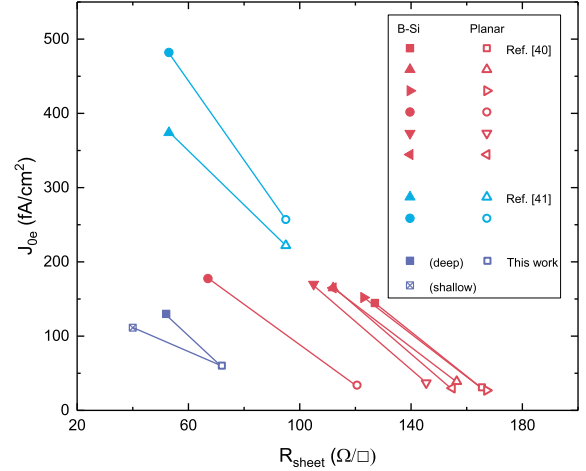 500
400
300
200
100
0
20
60
100
140
180
J0e (fA/cm²)
Rsheet (Ω/□)
B-Si Planar
Ref. [40]
Ref. [41]
(deep) This work
(shallow)